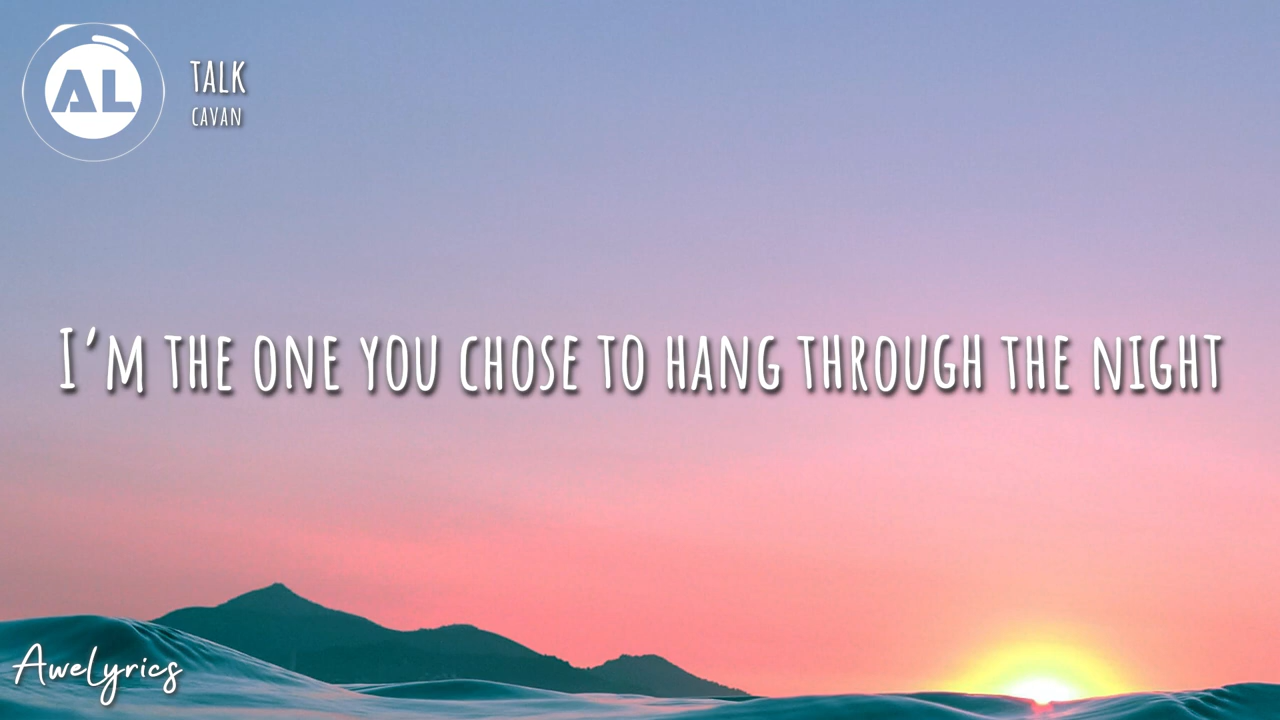 AL
TALK
CAVAN
I'M THE ONE YOU CHOSE TO HANG THROUGH THE NIGHT
Awelyrics